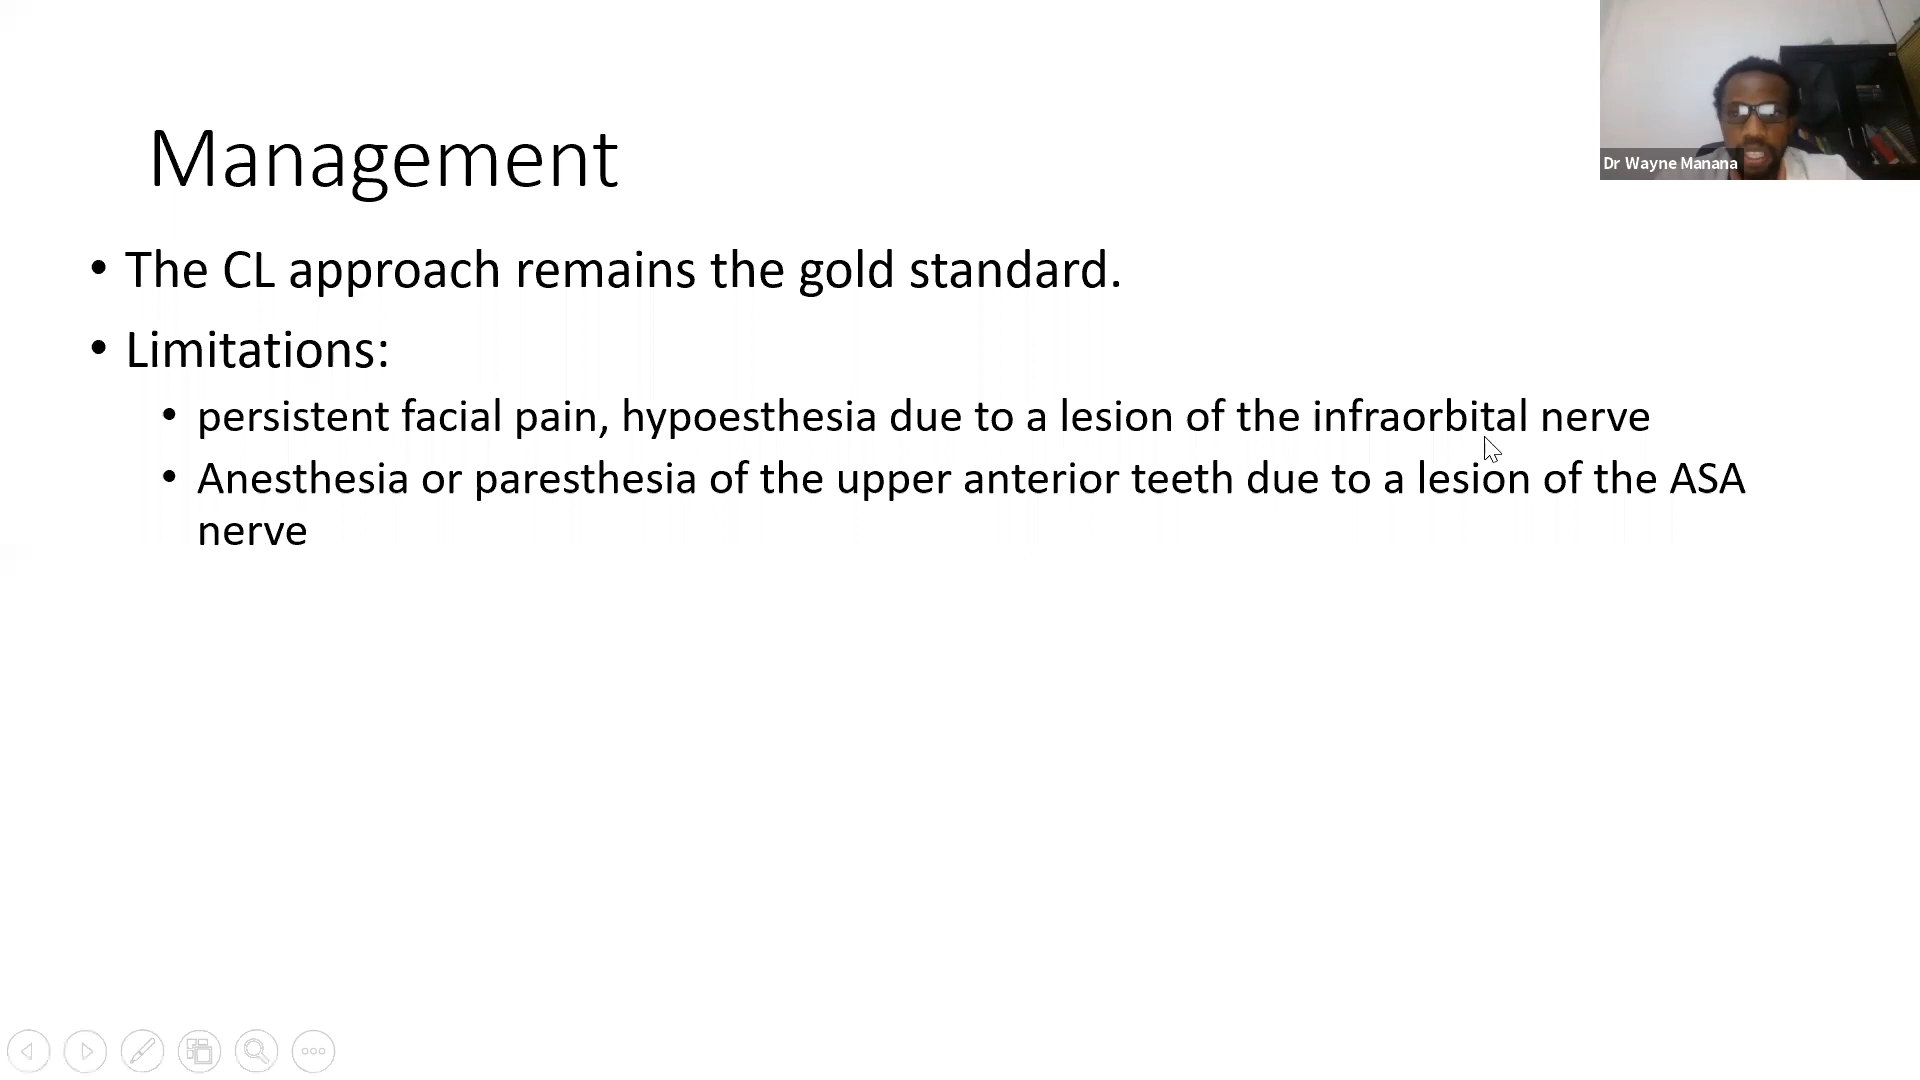 Dr Wayne Manana
Management
• The CL approach remains the gold standard.
• Limitations:
• persistent facial pain, hypoesthesia due to a lesion of the infraorbital nerve
• Anesthesia or paresthesia of the upper anterior teeth due to a lesion of the ASA
nerve